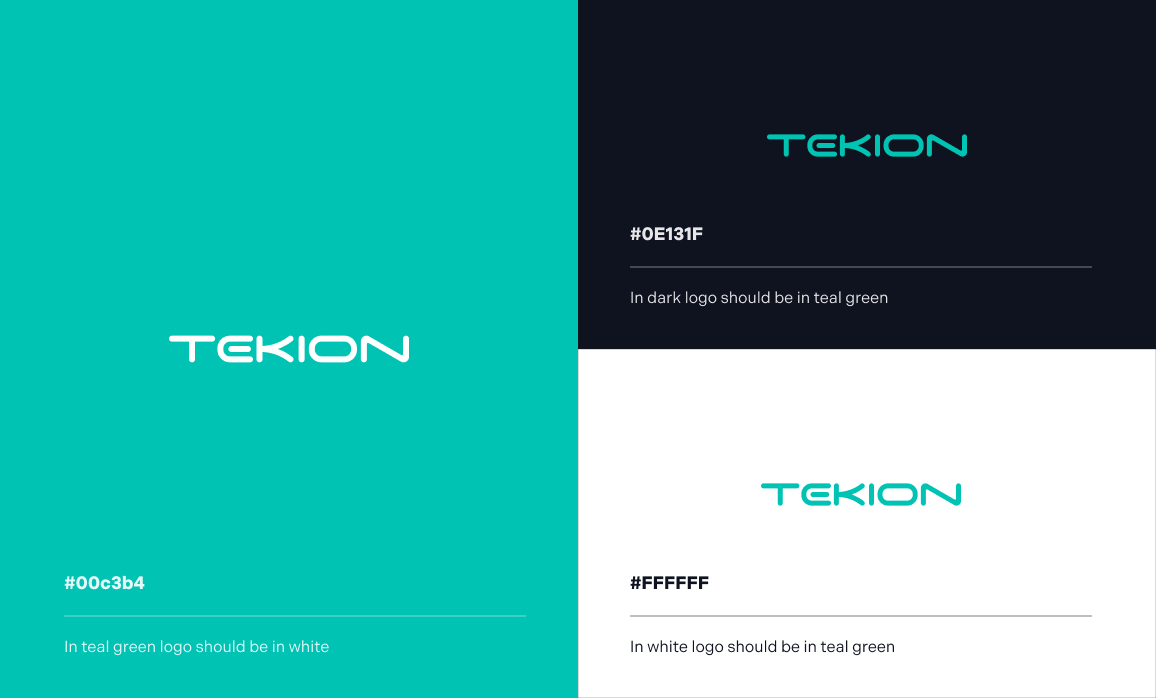 TEKION
#00c3b4
In teal green logo should be in white
TEKION
#0E131F
In dark logo should be in teal green
TEKION
#FFFFFF
In white logo should be in teal green